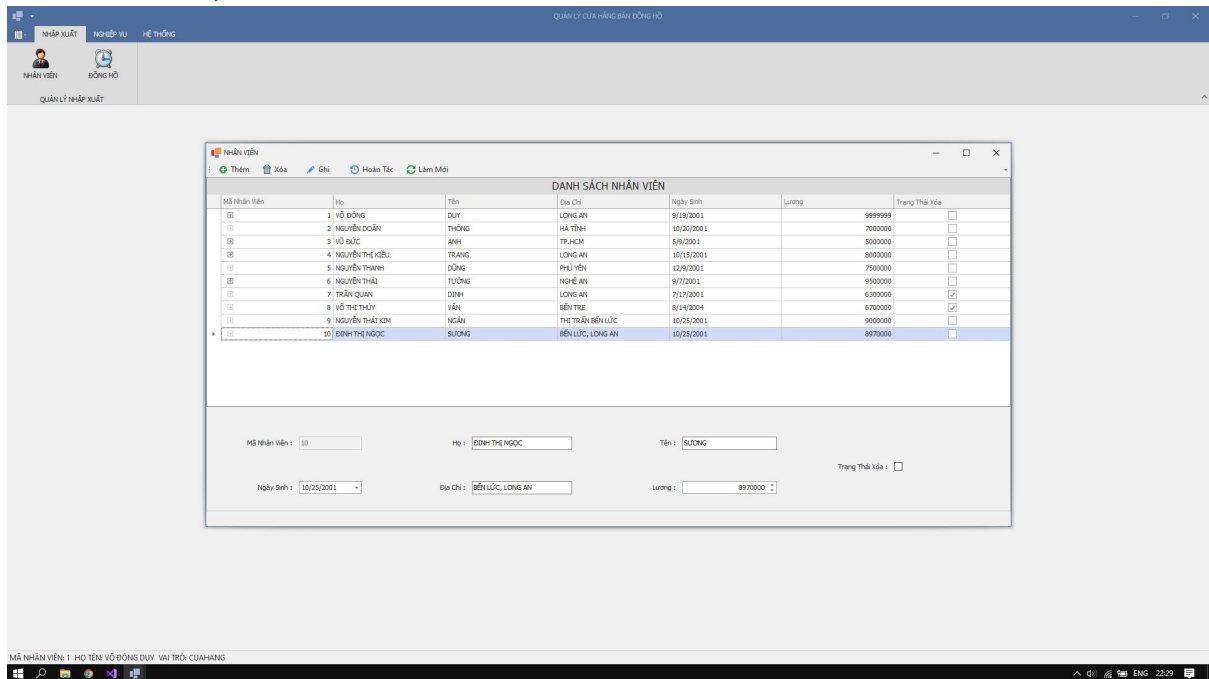 QUẢN LÝ CỬA HÀNG BÁN ĐỒNG HỒ
NHẬP XUẤT NGHIỆP VỤ HỆ THỐNG
NHÂN VIÊN ĐỒNG HỒ
QUẢN LÝ NHẬP XUẤT
NHÂN VIÊN
Thêm Xóa Ghi Hoàn Tác Làm Mới
DANH SÁCH NHÂN VIÊN
Mã Nhân Viên Họ Tên Địa Chỉ Ngày Sinh Lương Trạng Thái Xóa
1 VÕ ĐÔNG DUY LONG AN 9/19/2001 9999999
2 NGUYỄN DOÃN THÔNG HÀ TĨNH 10/20/2001 7000000
3 VŨ ĐỨC ANH TP.HCM 5/9/2001 5000000
4 NGUYỄN THỊ KIỀU TRANG LONG AN 10/15/2001 8000000
5 NGUYỄN THANH DŨNG PHÚ YÊN 12/9/2001 7500000
6 NGUYỄN THÁI TƯỜNG NGHỆ AN 9/7/2001 9500000
7 TRẦN QUAN DINH LONG AN 7/17/2001 6300000
8 VÕ THỊ THÚY VÂN BẾN TRE 8/14/2004 6700000
9 NGUYỄN THÁI KIM NGÂN THỊ TRẤN BẾN LỨC 10/25/2001 9000000
10 ĐINH THỊ NGỌC SƯƠNG BẾN LỨC, LONG AN 10/25/2001 8970000
Mã Nhân Viên : 10 Họ : ĐINH THỊ NGỌC Tên : SƯƠNG
Trạng Thái Xóa :
Ngày Sinh : 10/25/2001 Địa Chỉ : BẾN LỨC, LONG AN Lương : 8970000
MÃ NHÂN VIÊN: 1 HỌ TÊN: VÕ ĐÔNG DUY VAI TRÒ: CUAHANG
ENG 22:29